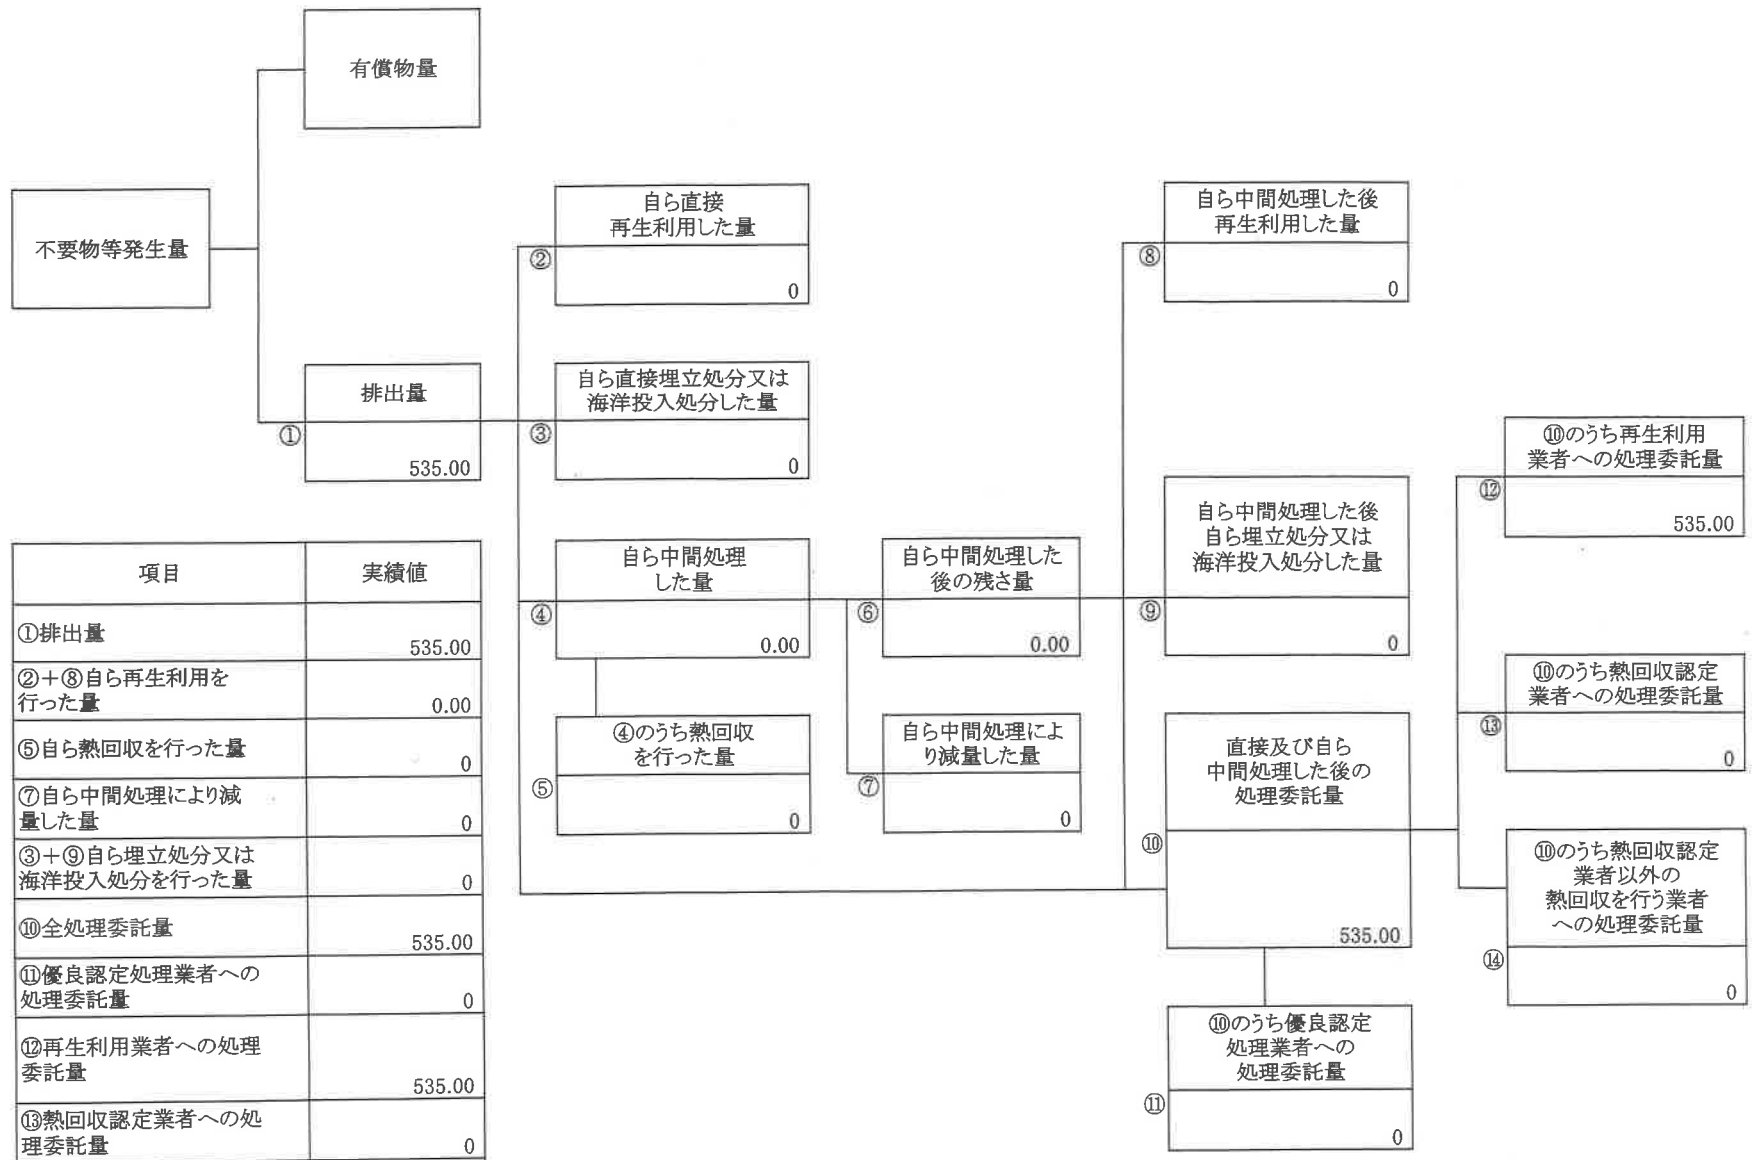 有償物量
不要物等発生量
排出量
①
535.00
自ら直接
再生利用した量
②
0
自ら直接埋立処分又は
海洋投入処分した量
③
0
自ら中間処理
した量
④
0.00
④のうち熱回収
を行った量
⑤
0
自ら中間処理した
後の残さ量
⑥
0.00
自ら中間処理によ
り減量した量
⑦
0
自ら中間処理した後
再生利用した量
⑧
0
自ら中間処理した後
自ら埋立処分又は
海洋投入処分した量
⑨
0
直接及び自ら
中間処理した後の
処理委託量
⑩
535.00
⑩のうち優良認定
処理業者への
処理委託量
⑪
0
⑩のうち再生利用
業者への処理委託量
⑫
535.00
⑩のうち熱回収認定
業者への処理委託量
⑬
0
⑩のうち熱回収認定
業者以外の
熱回収を行う業者
への処理委託量
⑭
0
項目 実績値
①排出量
535.00
②+⑧自ら再生利用を
行った量 0.00
⑤自ら熱回収を行った量
0
⑦自ら中間処理により減
量した量 0
③+⑨自ら埋立処分又は
海洋投入処分を行った量 0
⑩全処理委託量
535.00
⑪優良認定処理業者への
処理委託量 0
⑫再生利用業者への処理
委託量
535.00
⑬熱回収認定業者への処
理委託量 0